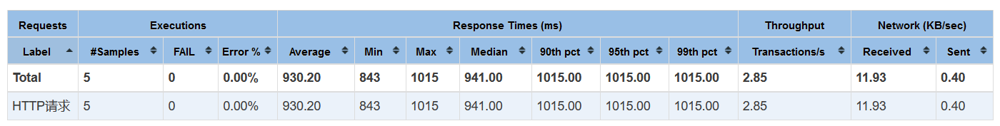 Requests Executions Response Times (ms) Throughput Network (KB/sec)
Label #Samples FAIL Error % Average Min Max Median 90th pct 95th pct 99th pct Transactions/s Received Sent
Total 5 0 0.00% 930.20 843 1015 941.00 1015.00 1015.00 1015.00 2.85 11.93 0.40
HTTP请求 5 0 0.00% 930.20 843 1015 941.00 1015.00 1015.00 1015.00 2.85 11.93 0.40